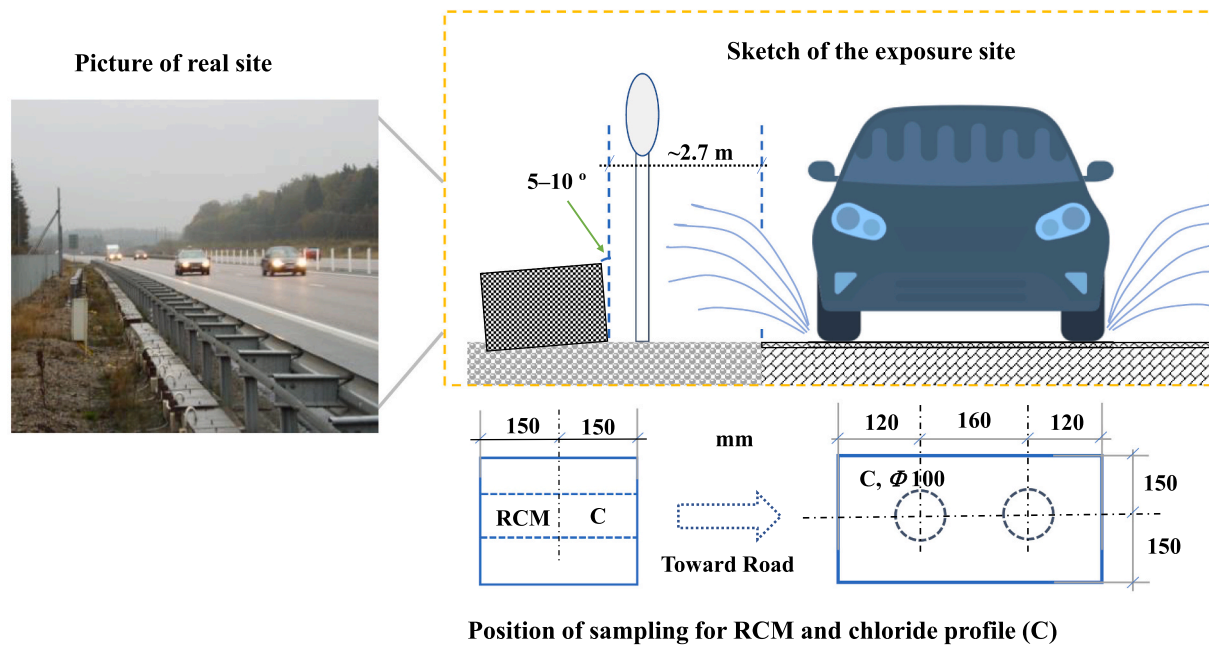 Picture of real site
Sketch of the exposure site
~2.7 m
5–10 °
150
150
mm
120
160
120
C, Φ 100
150
RCM
C
Toward Road
150
Position of sampling for RCM and chloride profile (C)